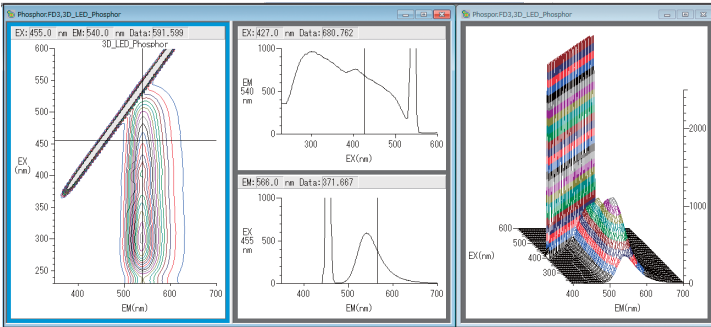 Phosphor.FD3,3D_LED_Phosphor
EX:455.0 nm EM:540.0 nm Data:591.599
3D_LED_Phosphor
600
550
500
450
400
350
300
250
EX
(nm)
400 500 600 700
EM(nm)
EX:427.0 nm Data:680.762
1000
500
0
EM
540
nm
300 400 500 600
EX(nm)
EM:566.0 nm Data:371.667
1000
500
0
EX
455
nm
300 400 500 600 700
EM(nm)
Phosphor.FD3,3D_LED_Phosphor
2000
1000
0
600
500
400
300
EX(nm)
400 500 600 700
EM(nm)